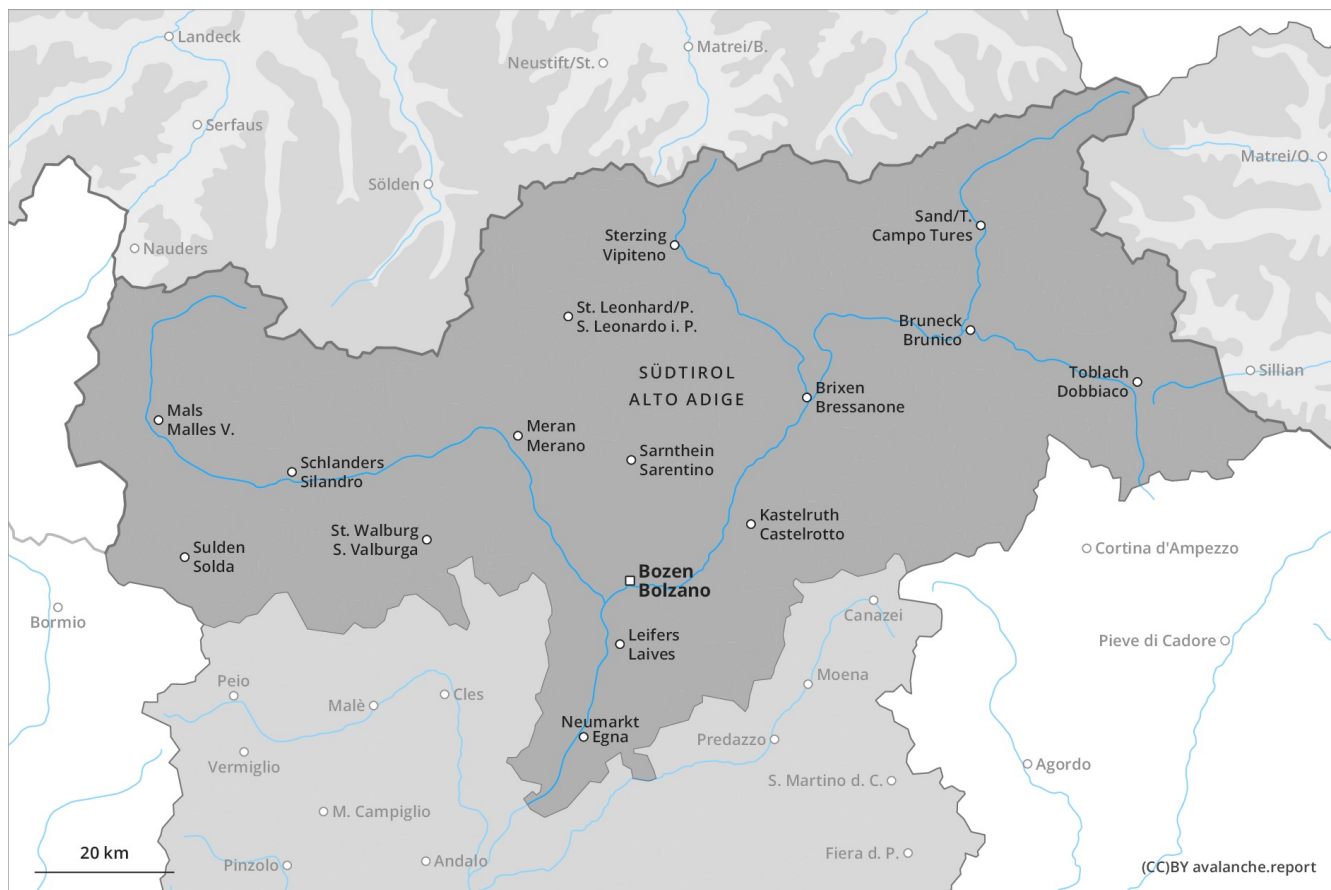 Landeck
Matrei/B.
Neustift/St.
Serfaus
Matrei/O.
Sölden
Sand/T.
Campo Tures
Sterzing
Vipiteno
Nauders
St. Leonhard/P.
S. Leonardo i. P.
Bruneck
Brunico
SÜDTIROL
ALTO ADIGE
Toblach
Dobbiaco
Sillian
Brixen
Bressanone
Mals
Malles V.
Meran
Merano
Sarnthein
Sarentino
Schlanders
Silandro
Kastelruth
Castelrotto
St. Walburg
S. Valburga
Sulden
Solda
Cortina d'Ampezzo
Bozen
Bolzano
Bormio
Canazei
Leifers
Laives
Pieve di Cadore
Moena
Peio
Malè
Cles
Neumarkt
Egna
Predazzo
Vermiglio
Agordo
S. Martino d. C.
M. Campiglio
20 km
Pinzolo
Andalo
Fiera d. P.
(CC)BY avalanche.report